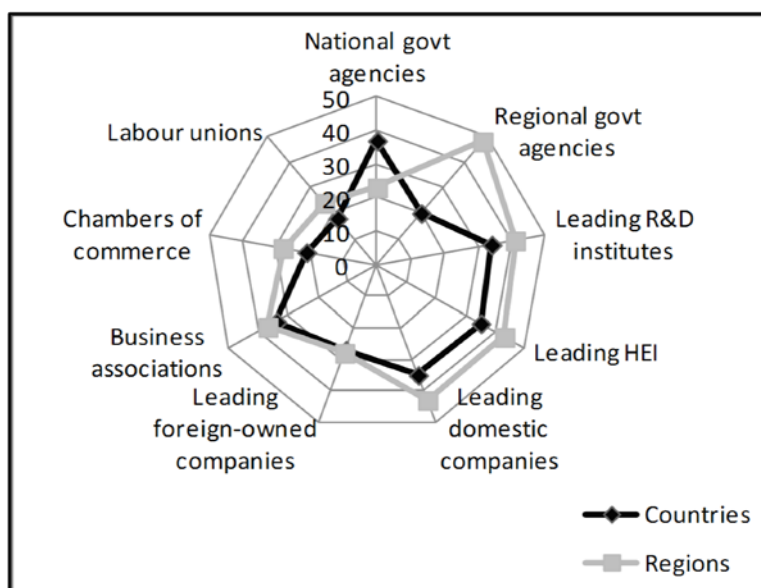 National govt
agencies
50
40
30
20
10
0
Regional govt
agencies
Leading R&D
institutes
Leading HEI
Leading
domestic
companies
Leading
foreign-owned
companies
Business
associations
Chambers of
commerce
Labour unions
Countries
Regions